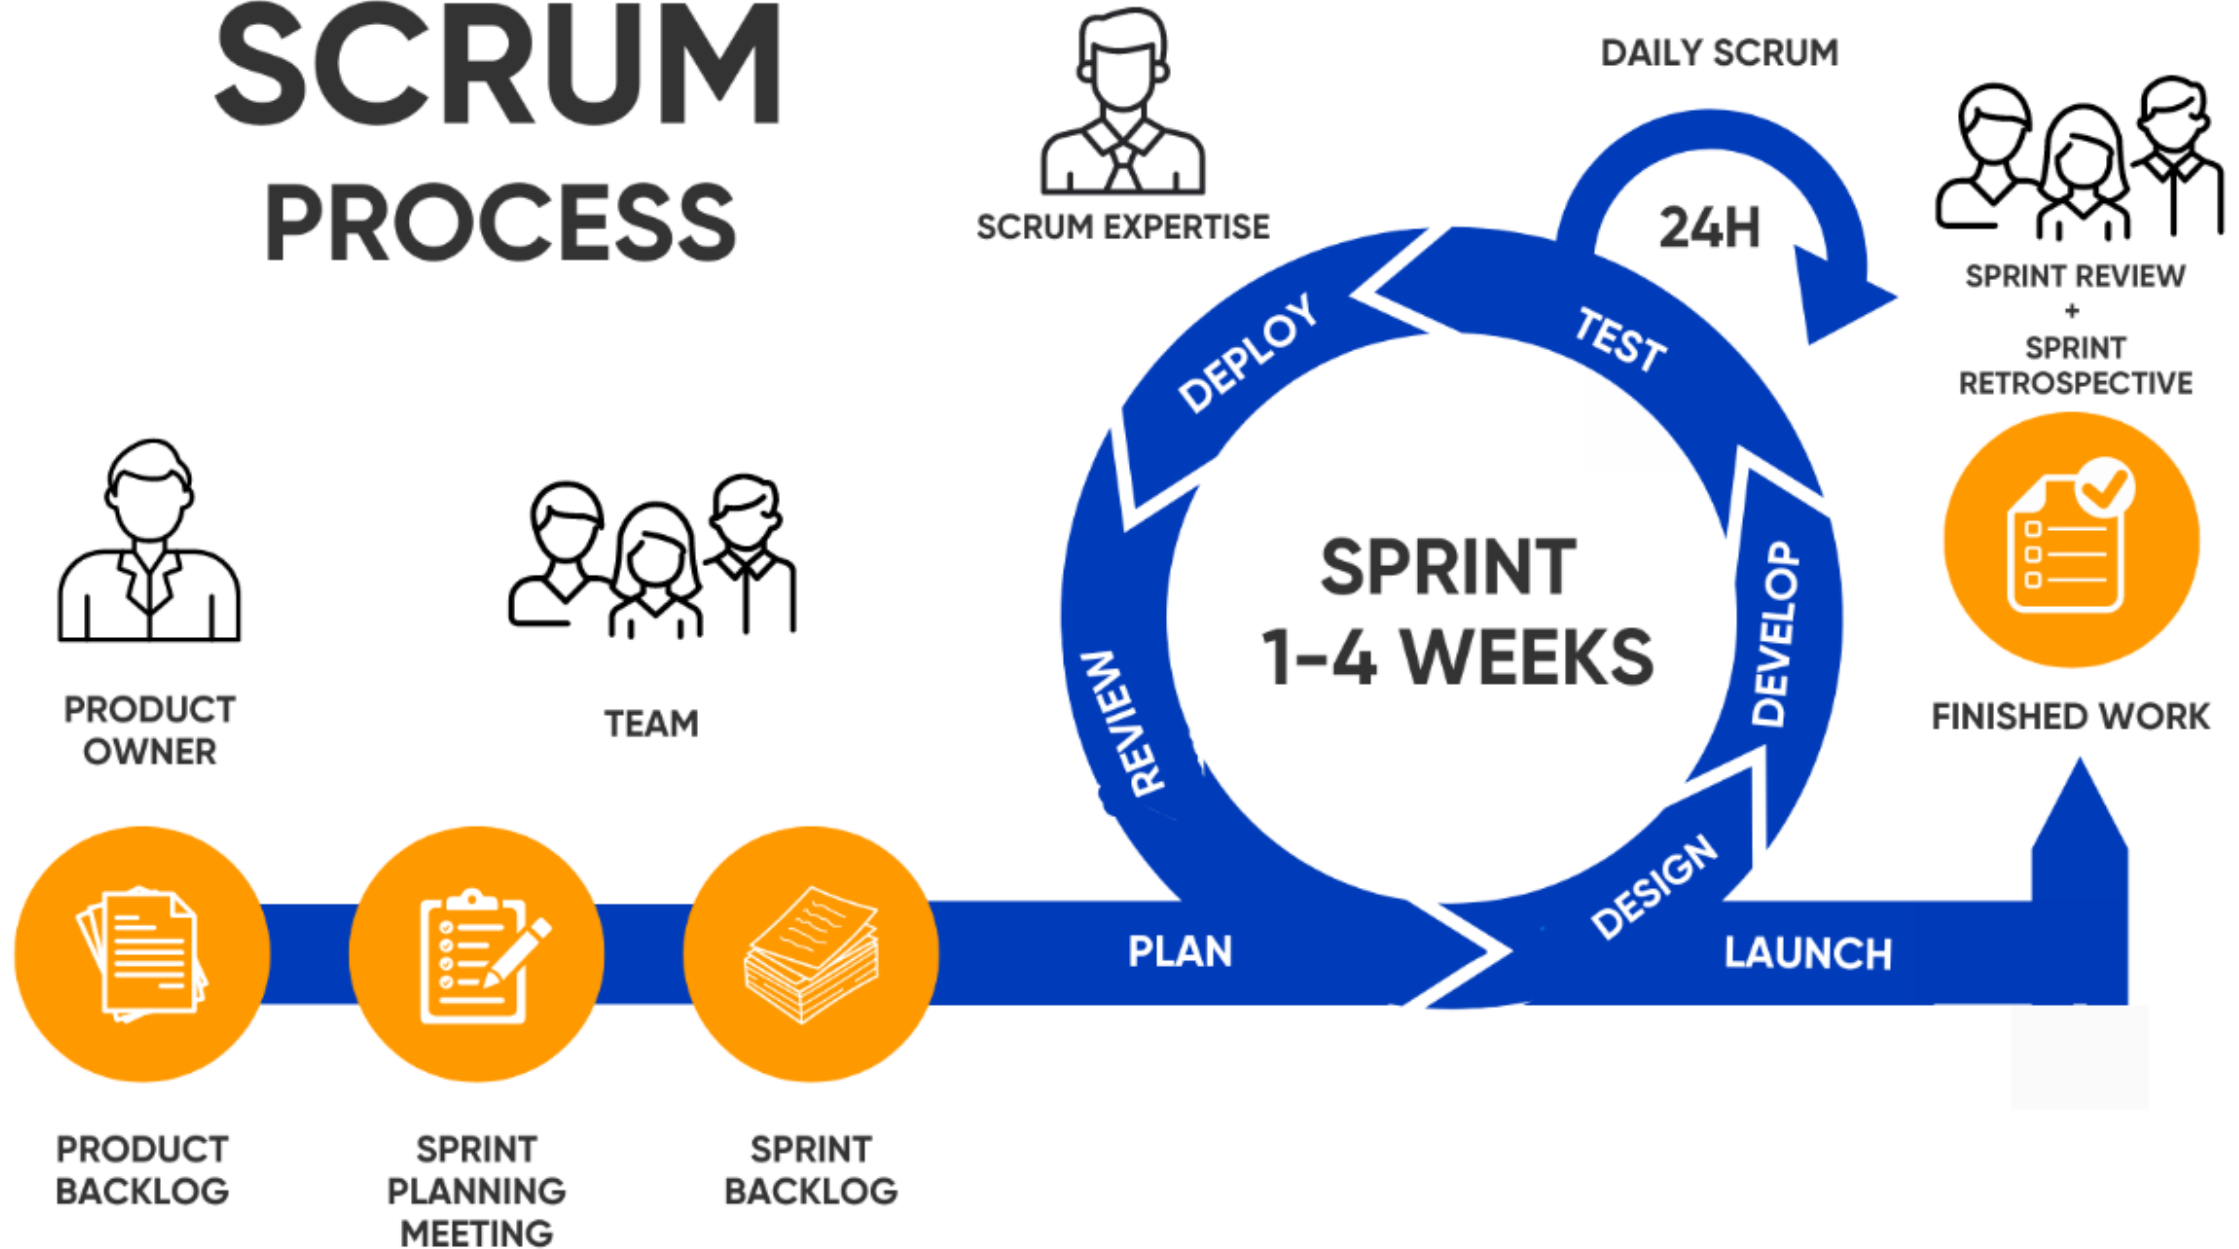 SCRUM
PROCESS
SCRUM EXPERTISE
DAILY SCRUM
24H
SPRINT REVIEW
+
SPRINT
RETROSPECTIVE
DEPLOY
TEST
DEVELOP
DESIGN
REVIEW
SPRINT
1-4 WEEKS
PRODUCT
OWNER
TEAM
FINISHED WORK
PLAN
LAUNCH
PRODUCT
BACKLOG
SPRINT
PLANNING
MEETING
SPRINT
BACKLOG